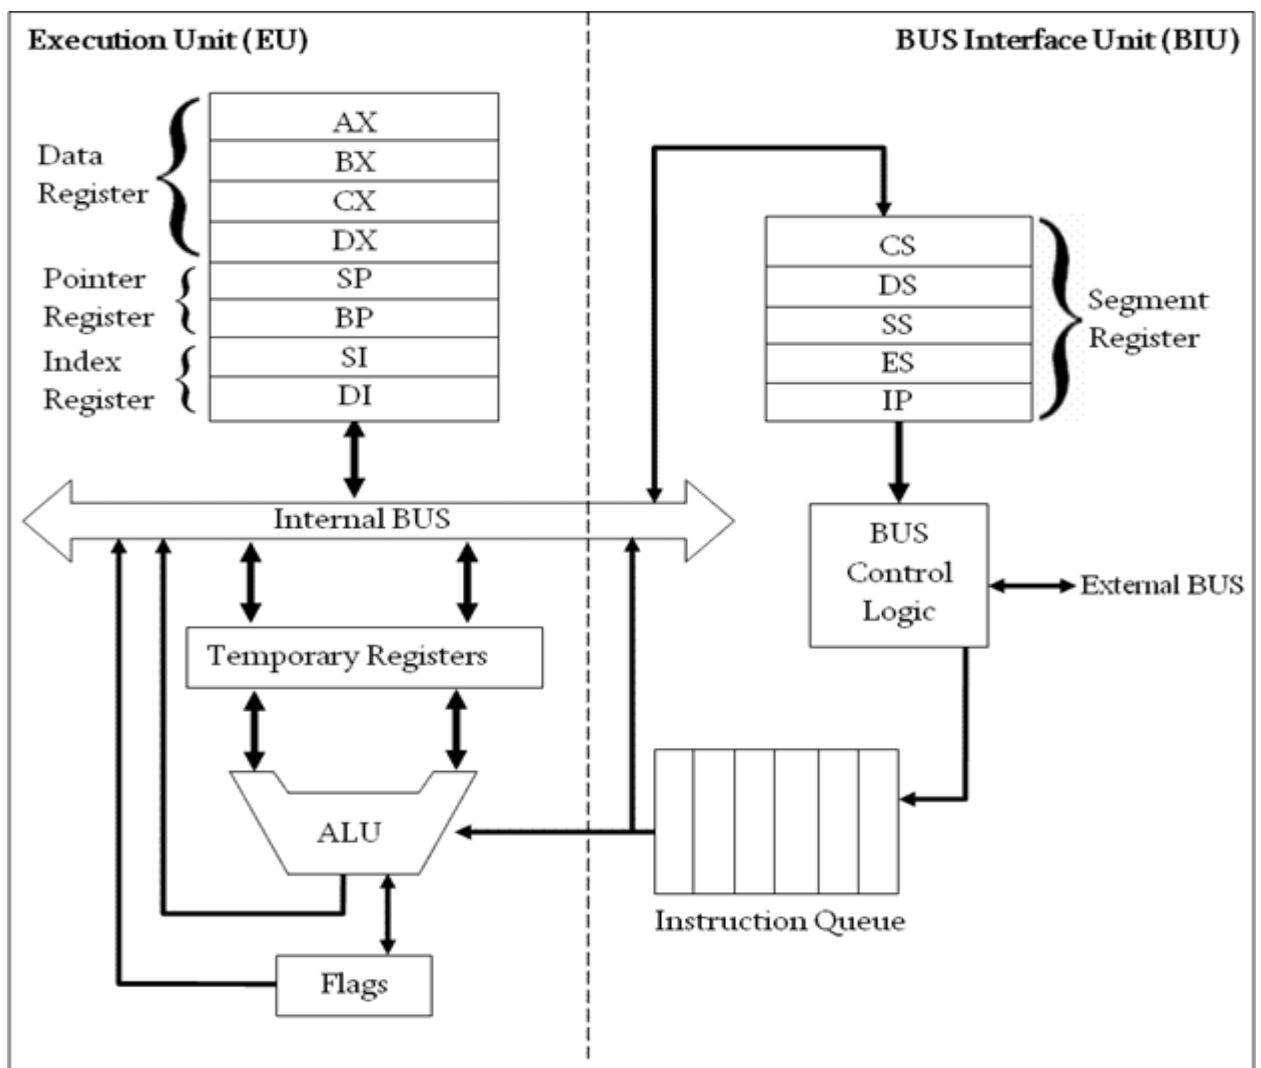 Execution Unit (EU)
BUS Interface Unit (BIU)
Data
Register
AX
BX
CX
DX
Pointer
Register
SP
BP
Index
Register
SI
DI
CS
DS
SS
ES
IP
Segment
Register
Internal BUS
BUS
Control
Logic
External BUS
Temporary Registers
ALU
Instruction Queue
Flags